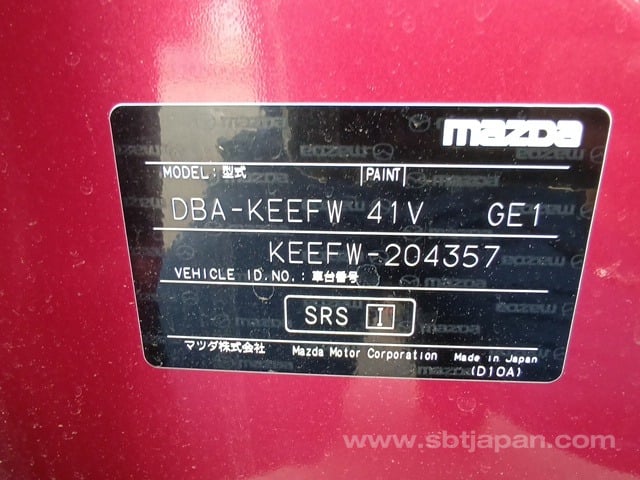 mazda
MODEL:型式 PAINT
DBA-KEEFW 41V GE1
KEEFW-204357
VEHICLE ID.NO.:車台番号
SRS I
マツダ株式会社 Mazda Motor Corporation Made in Japan
(D10A)
www.sbtjapan.com